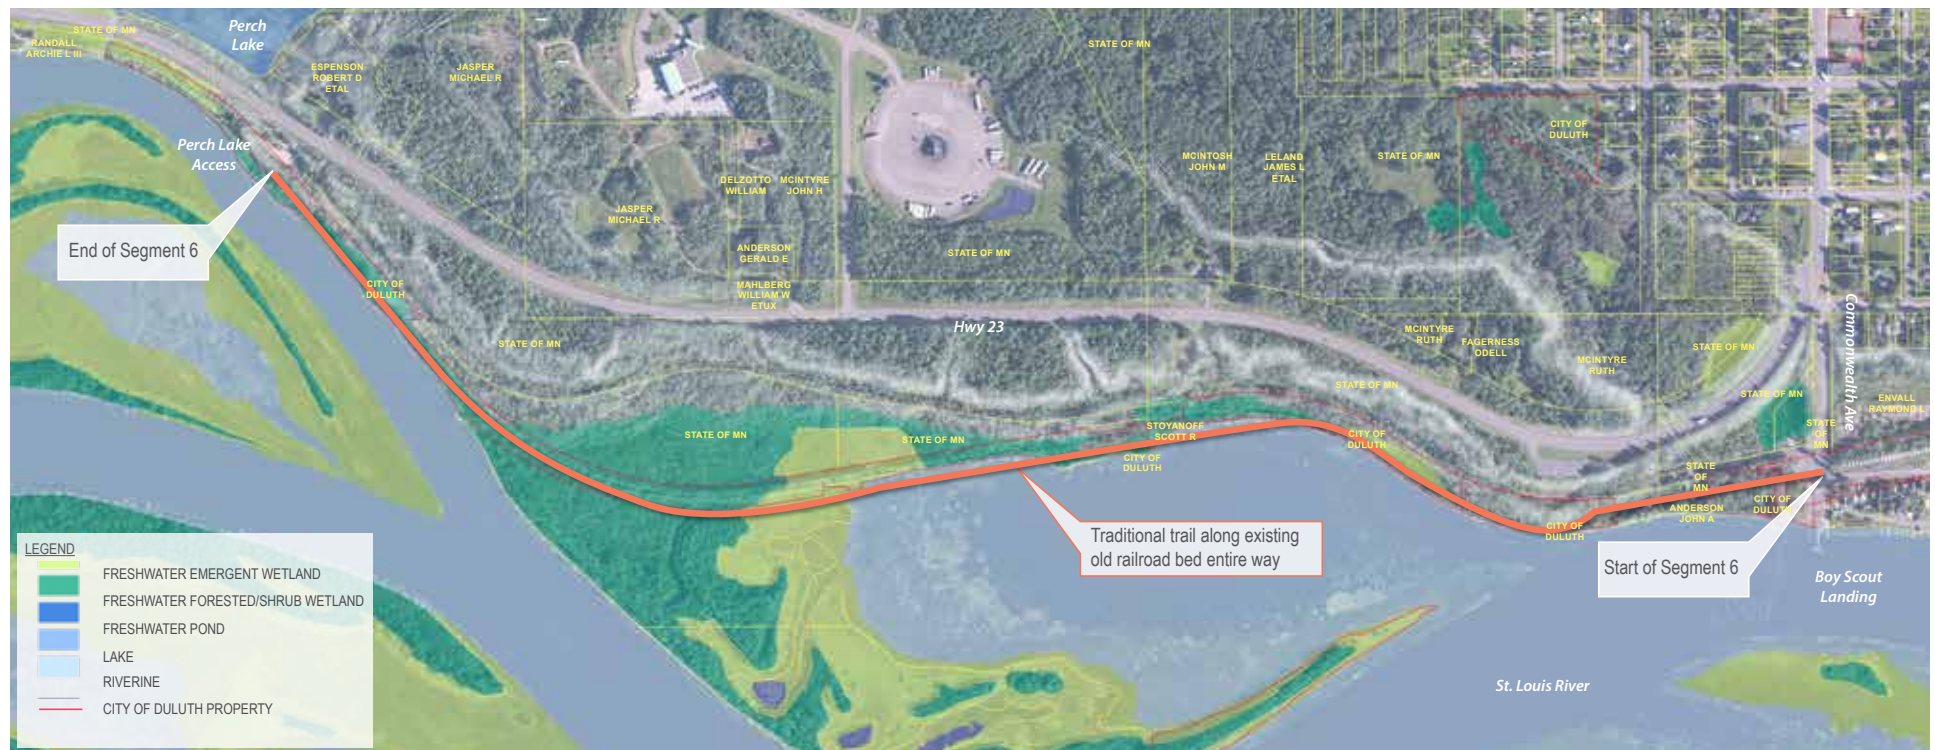 Perch
Lake
STATE OF MN
RANDALL
ARCHIE L III
ESPENSON
ROBERT D
ETAL
JASPER
MICHAEL R
STATE OF MN
CITY OF
DULUTH
Perch Lake
Access
DELZOTTO
WILLIAM
MCINTYRE
JOHN H
MCINTOSH
JOHN M
LELAND
JAMES L
ETAL
STATE OF MN
JASPER
MICHAEL R
End of Segment 6
ANDERSON
GERALD E
STATE OF MN
CITY OF
DULUTH
MAHLBERG
WILLIAM W
ETUX
Hwy 23
STATE OF MN
MCINTYRE
RUTH
FAGERNESS
ODELL
MCINTYRE
RUTH
STATE OF MN
Commonwealth Ave
STATE OF MN
STATE OF MN
ENVALL
RAYMOND L
STATE OF MN
STATE OF MN
STOYANOFF
SCOTT R
CITY OF
DULUTH
CITY OF
DULUTH
STATE
OF
MN
STATE
OF
MN
CITY OF
DULUTH
ANDERSON
JOHN A
CITY OF
DULUTH
Traditional trail along existing
old railroad bed entire way
Start of Segment 6
Boy Scout
Landing
St. Louis River
LEGEND
FRESHWATER EMERGENT WETLAND
FRESHWATER FORESTED/SHRUB WETLAND
FRESHWATER POND
LAKE
RIVERINE
CITY OF DULUTH PROPERTY